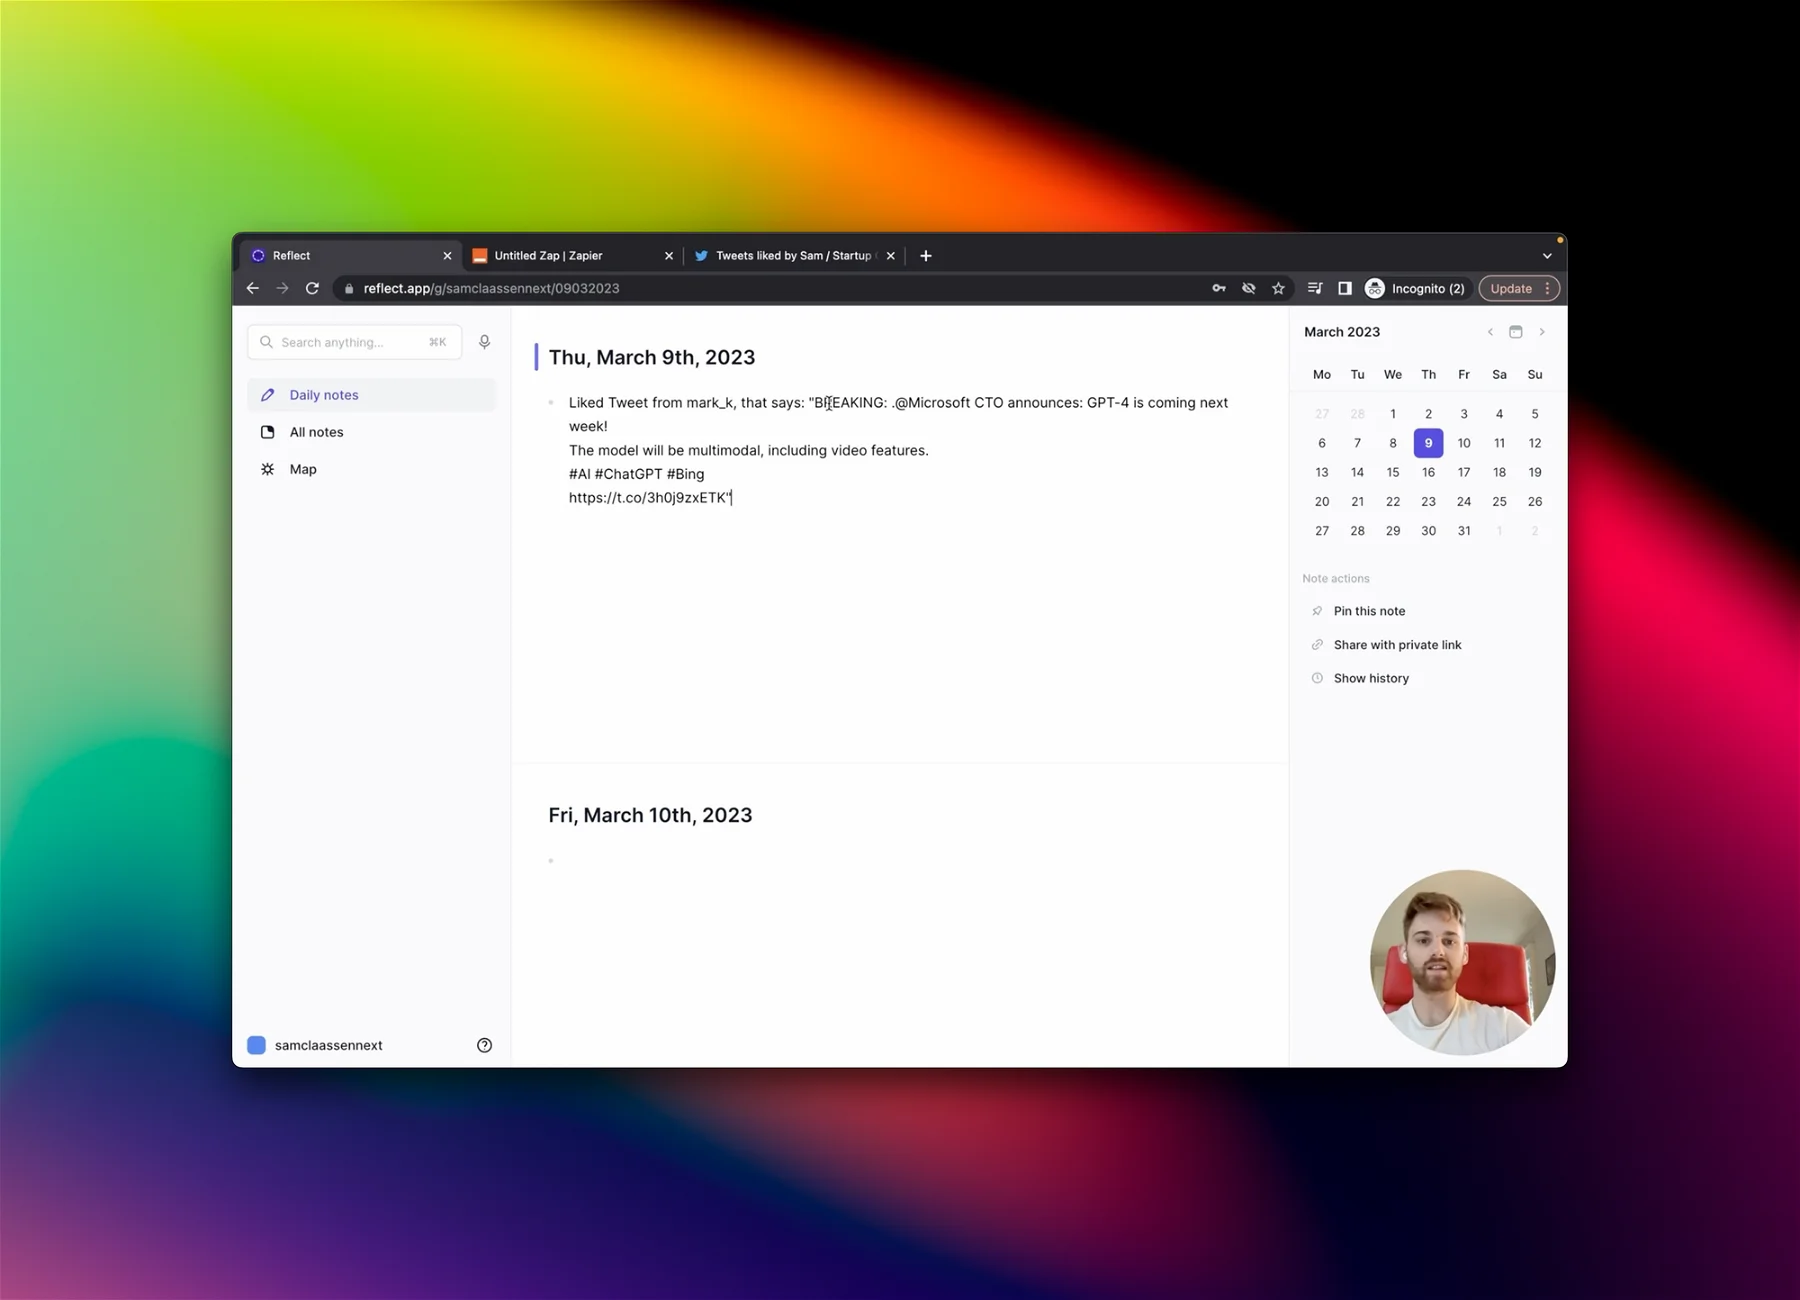 Reflect
Untitled Zap | Zapier
Tweets liked by Sam / Startup
reflect.app/g/samclaassennext/09032023
Incognito (2)
Update
Search anything... ⌘K
Daily notes
All notes
Map
samclaassennext
Thu, March 9th, 2023
Liked Tweet from mark_k, that says: "BREAKING: .@Microsoft CTO announces: GPT-4 is coming next
week!
The model will be multimodal, including video features.
#AI #ChatGPT #Bing
https://t.co/3h0j9zxETK"
Fri, March 10th, 2023
March 2023
Mo Tu We Th Fr Sa Su
27 28 1 2 3 4 5
6 7 8 9 10 11 12
13 14 15 16 17 18 19
20 21 22 23 24 25 26
27 28 29 30 31 1 2
Note actions
Pin this note
Share with private link
Show history